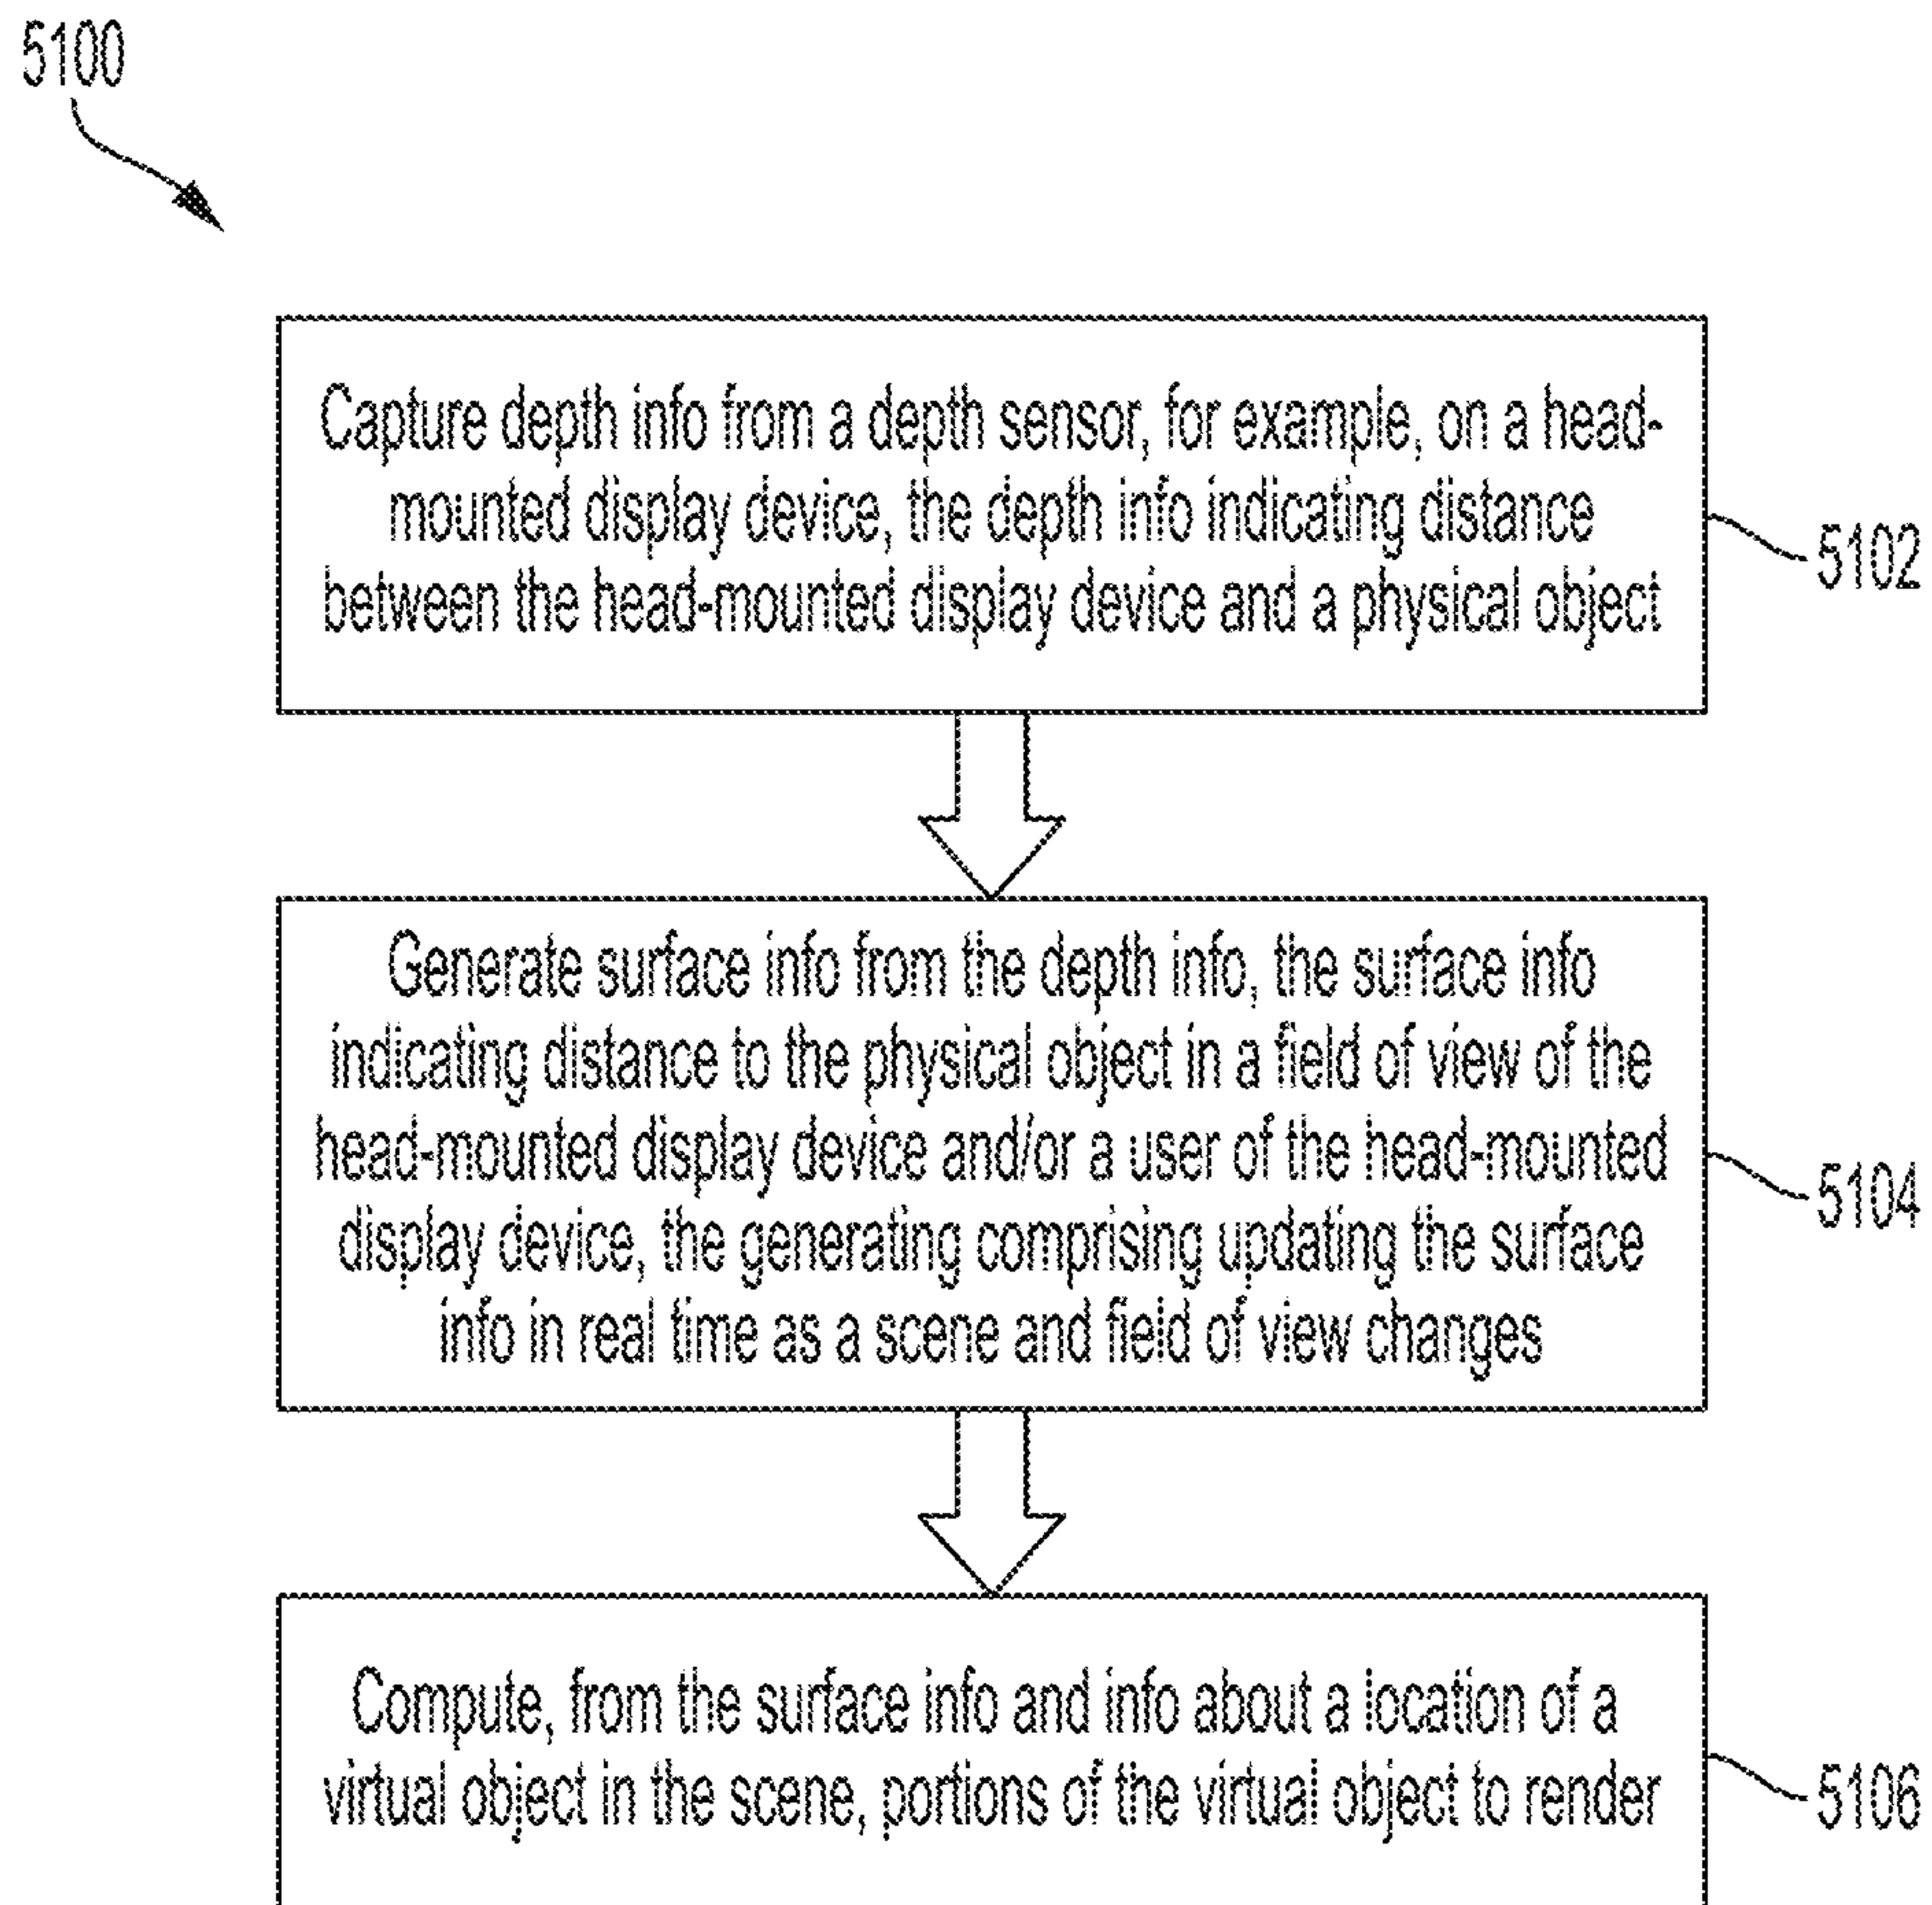 5100
Capture depth info from a depth sensor, for example, on a head-
mounted display device, the depth info indicating distance
between the head-mounted display device and a physical object
5102
Generate surface info from the depth info, the surface info
indicating distance to the physical object in a field of view of the
head-mounted display device and/or a user of the head-mounted
display device, the generating comprising updating the surface
info in real time as a scene and field of view changes
5104
Compute, from the surface info and info about a location of a
virtual object in the scene, portions of the virtual object to render
5106